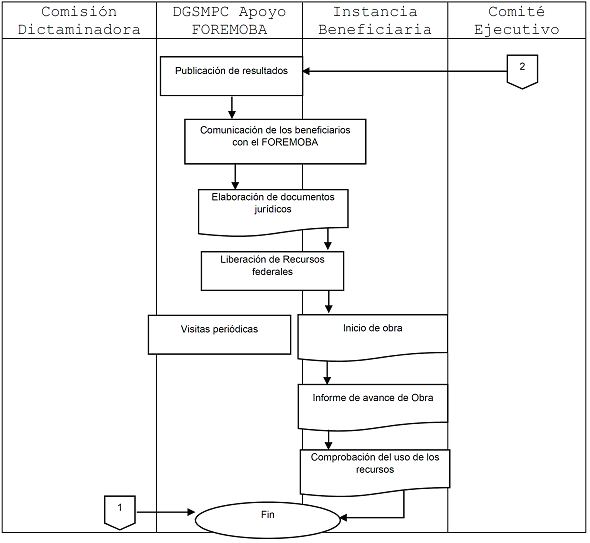 Comisión
Dictaminadora
DGSMPC Apoyo
FOREMOBA
Instancia
Beneficiaria
Comité
Ejecutivo
2
Publicación de resultados
Comunicación de los beneficiarios
con el FOREMOBA
Elaboración de documentos
jurídicos
Liberación de Recursos
federales
Visitas periódicas
Inicio de obra
Informe de avance de Obra
Comprobación del uso de los
recursos
1
Fin